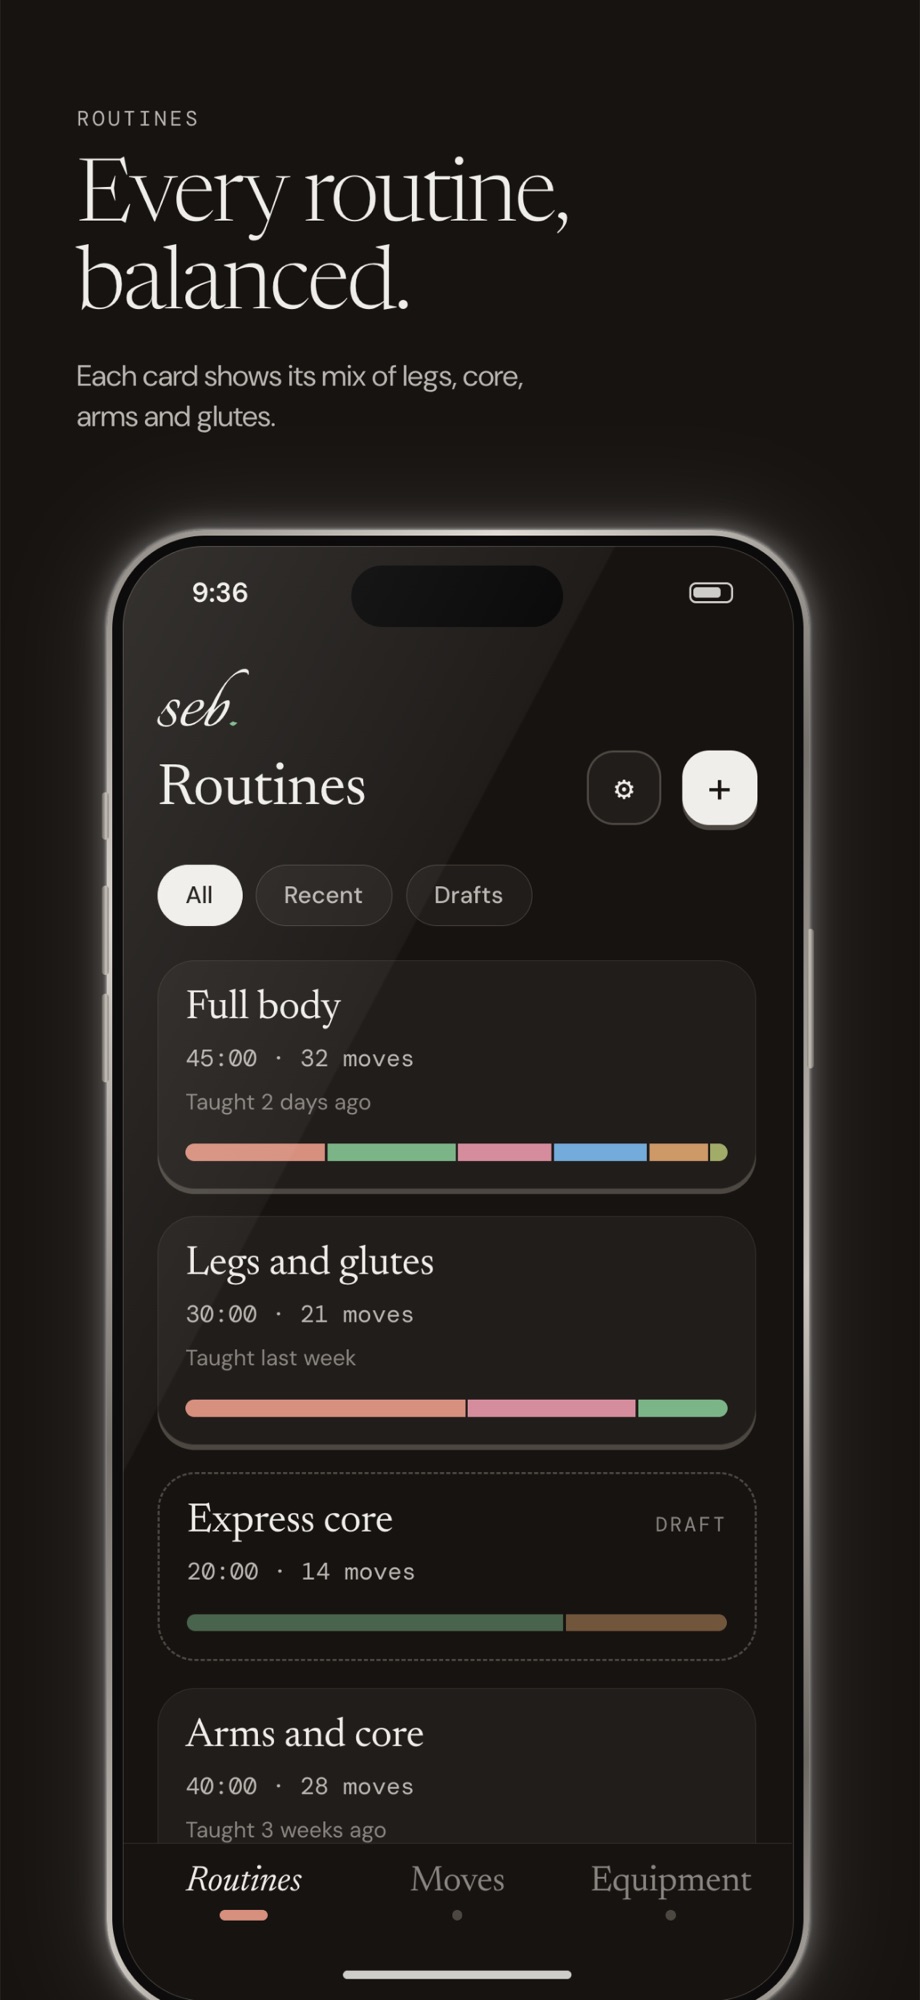 ROUTINES
Every routine,
balanced.
Each card shows its mix of legs, core,
arms and glutes.
9:36
seb.
Routines
+
All Recent Drafts
Full body
45:00 · 32 moves
Taught 2 days ago
Legs and glutes
30:00 · 21 moves
Taught last week
Express core DRAFT
20:00 · 14 moves
Arms and core
40:00 · 28 moves
Taught 3 weeks ago
Routines Moves Equipment